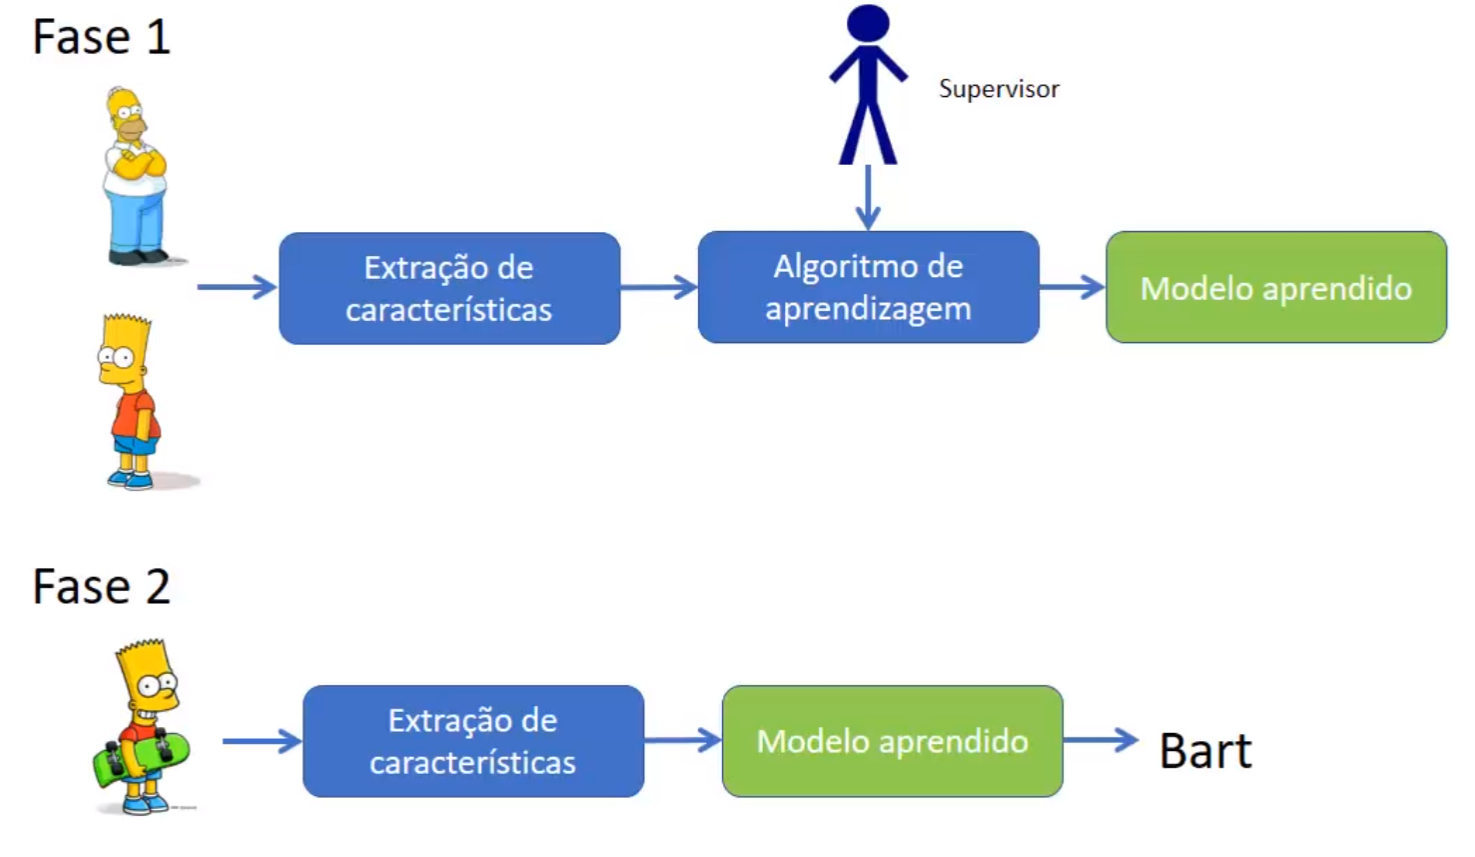 Fase 1
Supervisor
Extração de
características
Algoritmo de
aprendizagem
Modelo aprendido
Fase 2
Extração de
características
Modelo aprendido
Bart